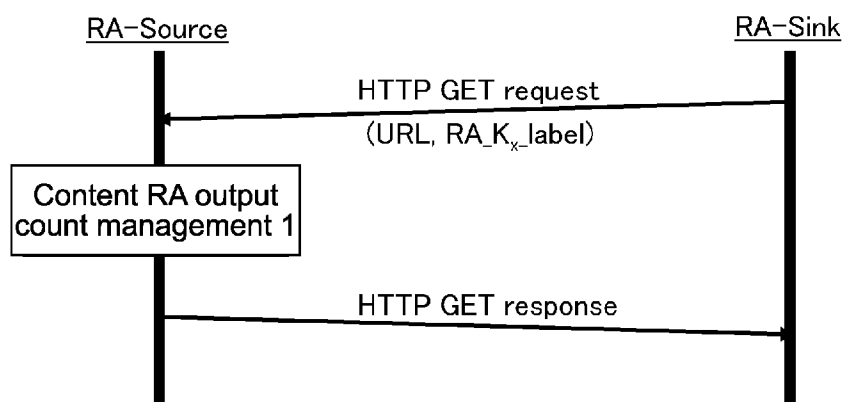 RA-Source
RA-Sink
HTTP GET request
(URL, RA_Kx_label)
Content RA output
count management 1
HTTP GET response